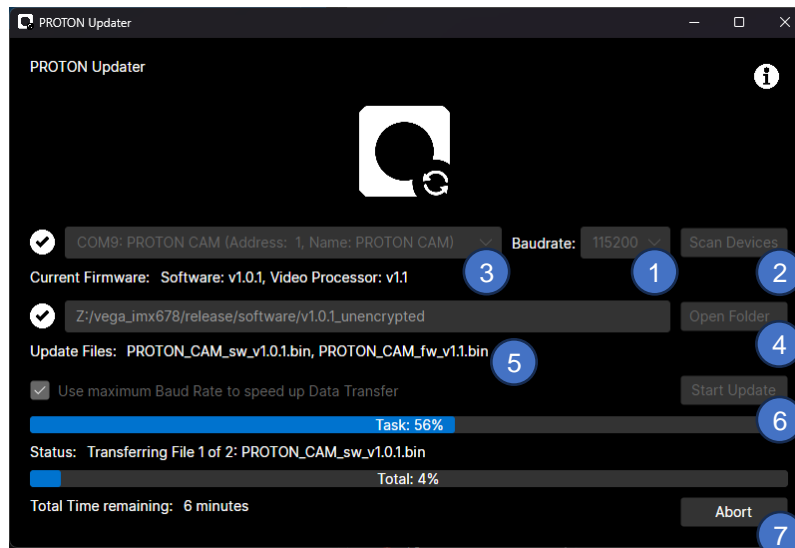 PROTON Updater
PROTON Updater
COM9: PROTON CAM (Address: 1, Name: PROTON CAM)
Baudrate: 115200
Scan Devices
3
1
2
Current Firmware: Software: v1.0.1, Video Processor: v1.1
Z:/vega_imx678/release/software/v1.0.1_unencrypted
Open Folder
4
Update Files: PROTON_CAM_sw_v1.0.1.bin, PROTON_CAM_fw_v1.1.bin
5
Use maximum Baud Rate to speed up Data Transfer
Start Update
6
Task: 56%
Status: Transferring File 1 of 2: PROTON_CAM_sw_v1.0.1.bin
Total: 4%
Total Time remaining: 6 minutes
Abort
7